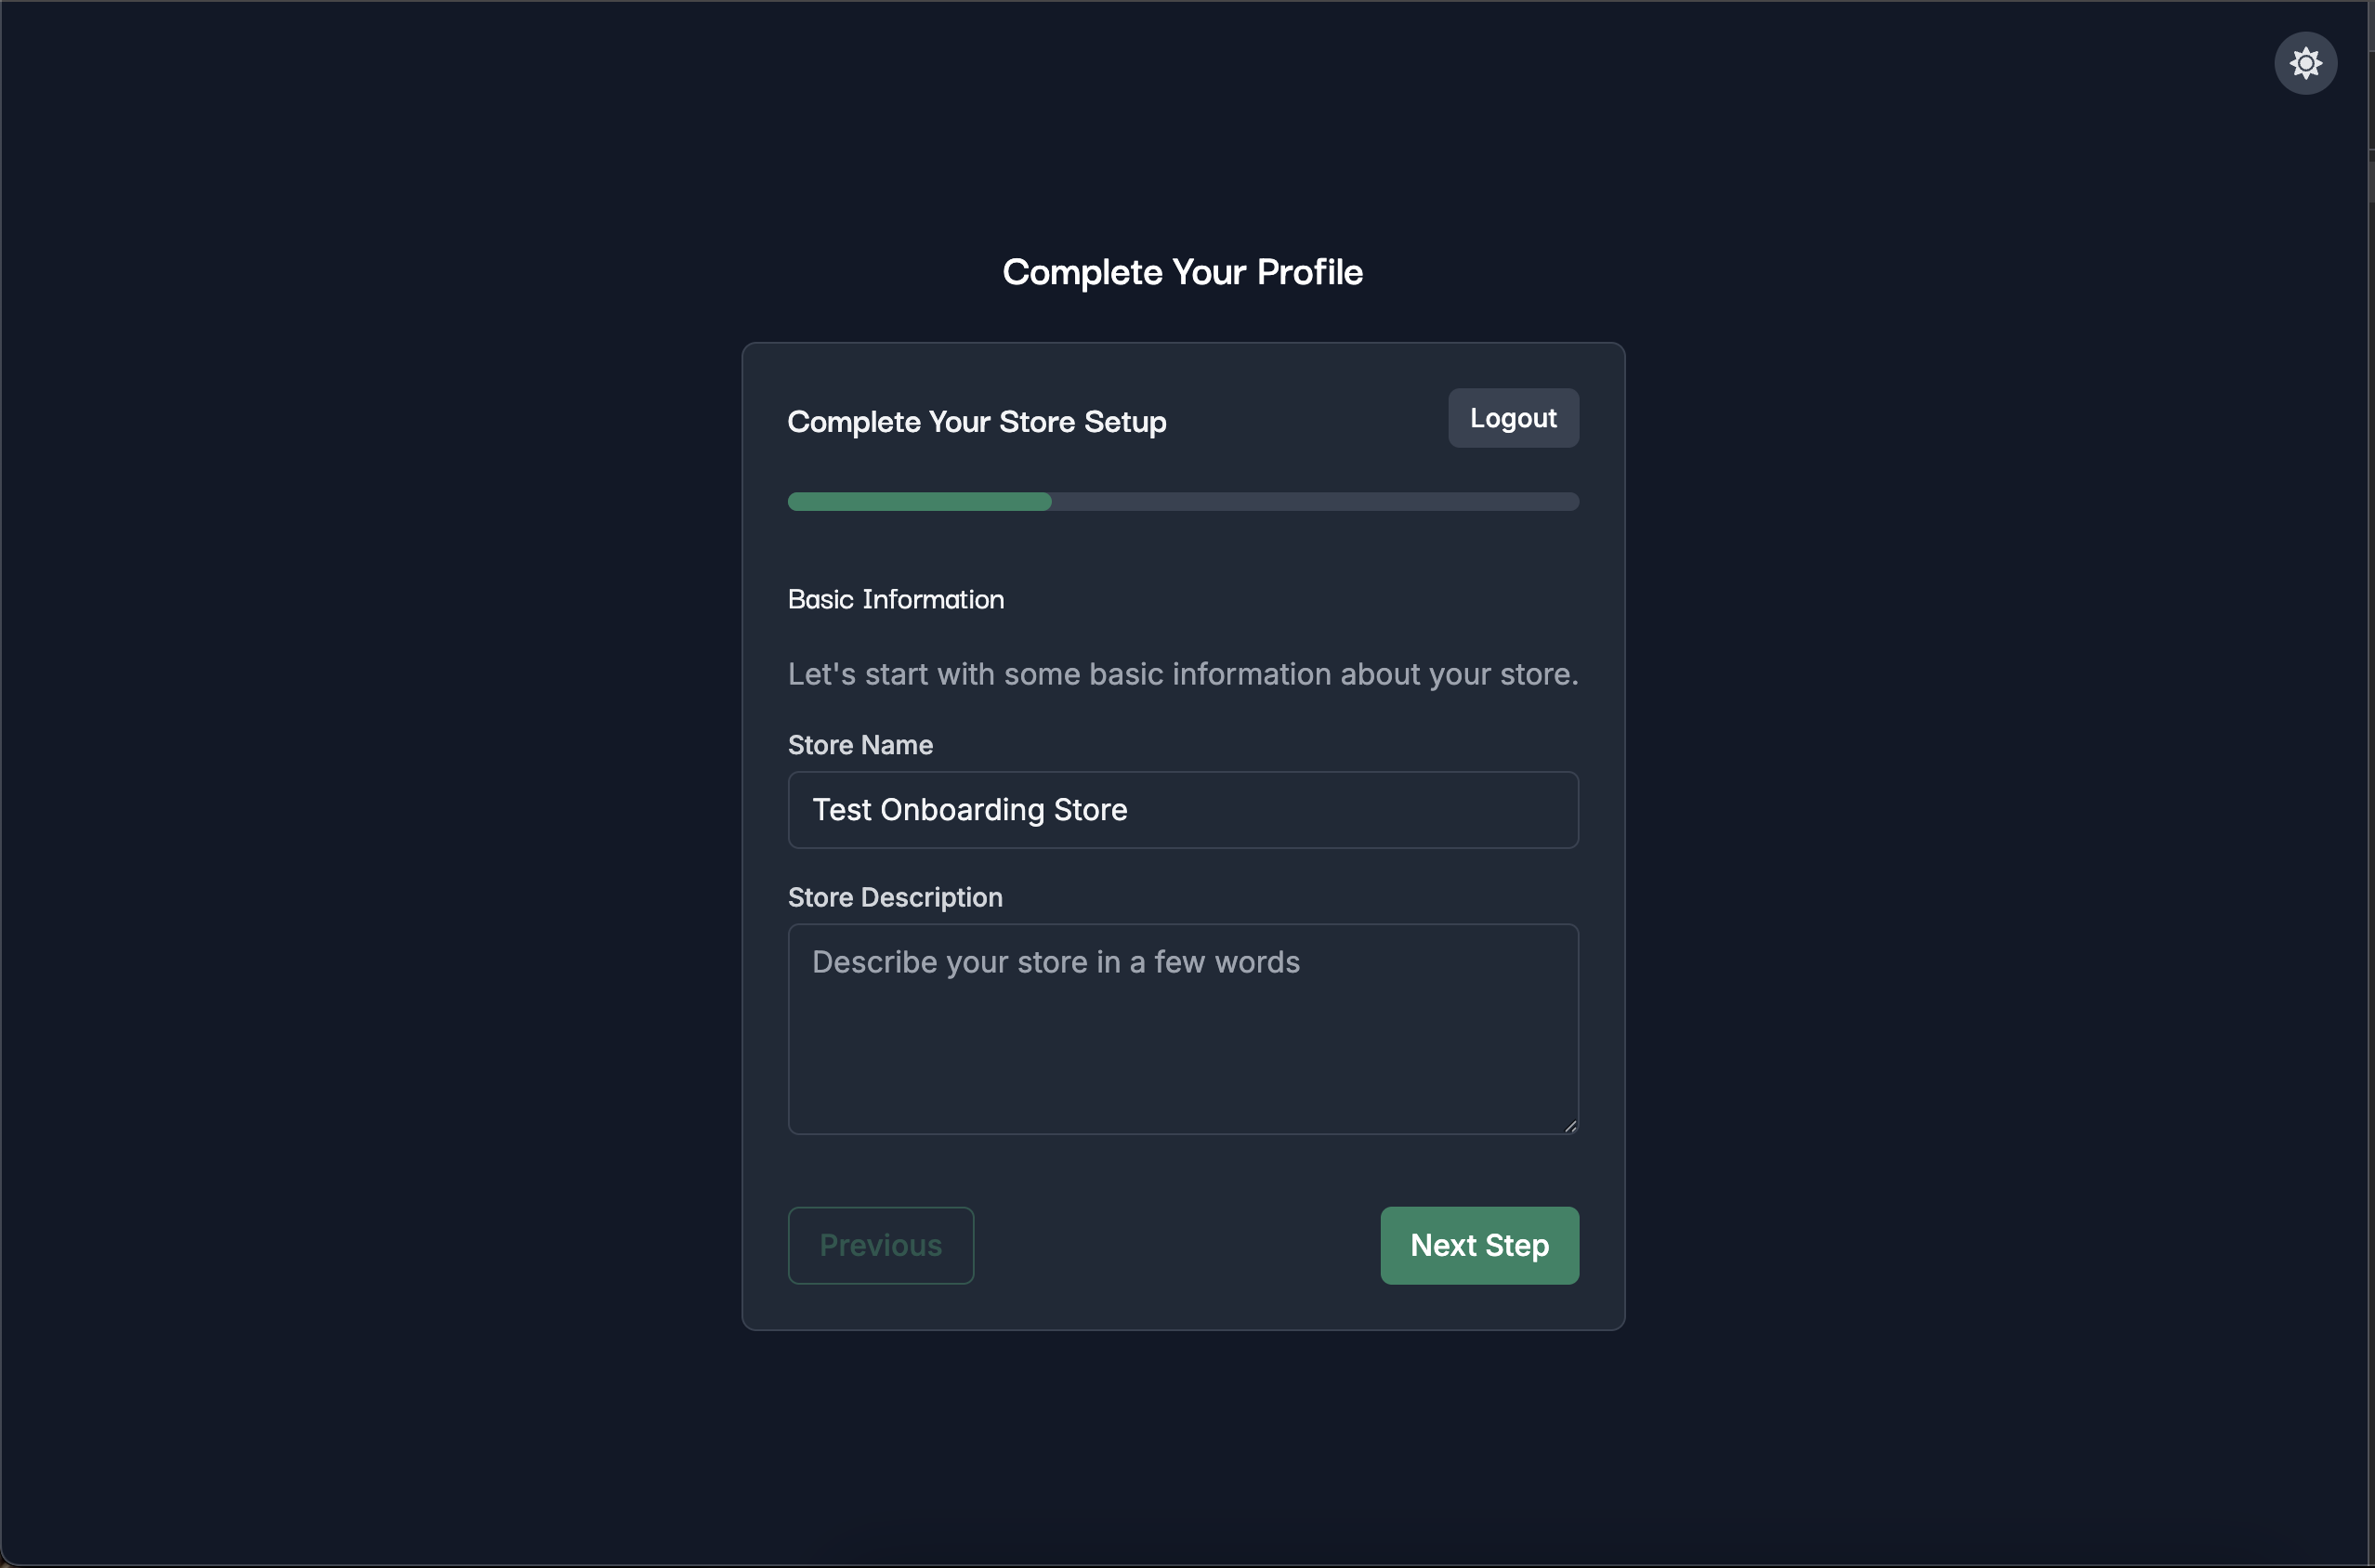 Complete Your Profile
Complete Your Store Setup
Logout
Basic Information
Let's start with some basic information about your store.
Store Name
Test Onboarding Store
Store Description
Describe your store in a few words
Previous
Next Step